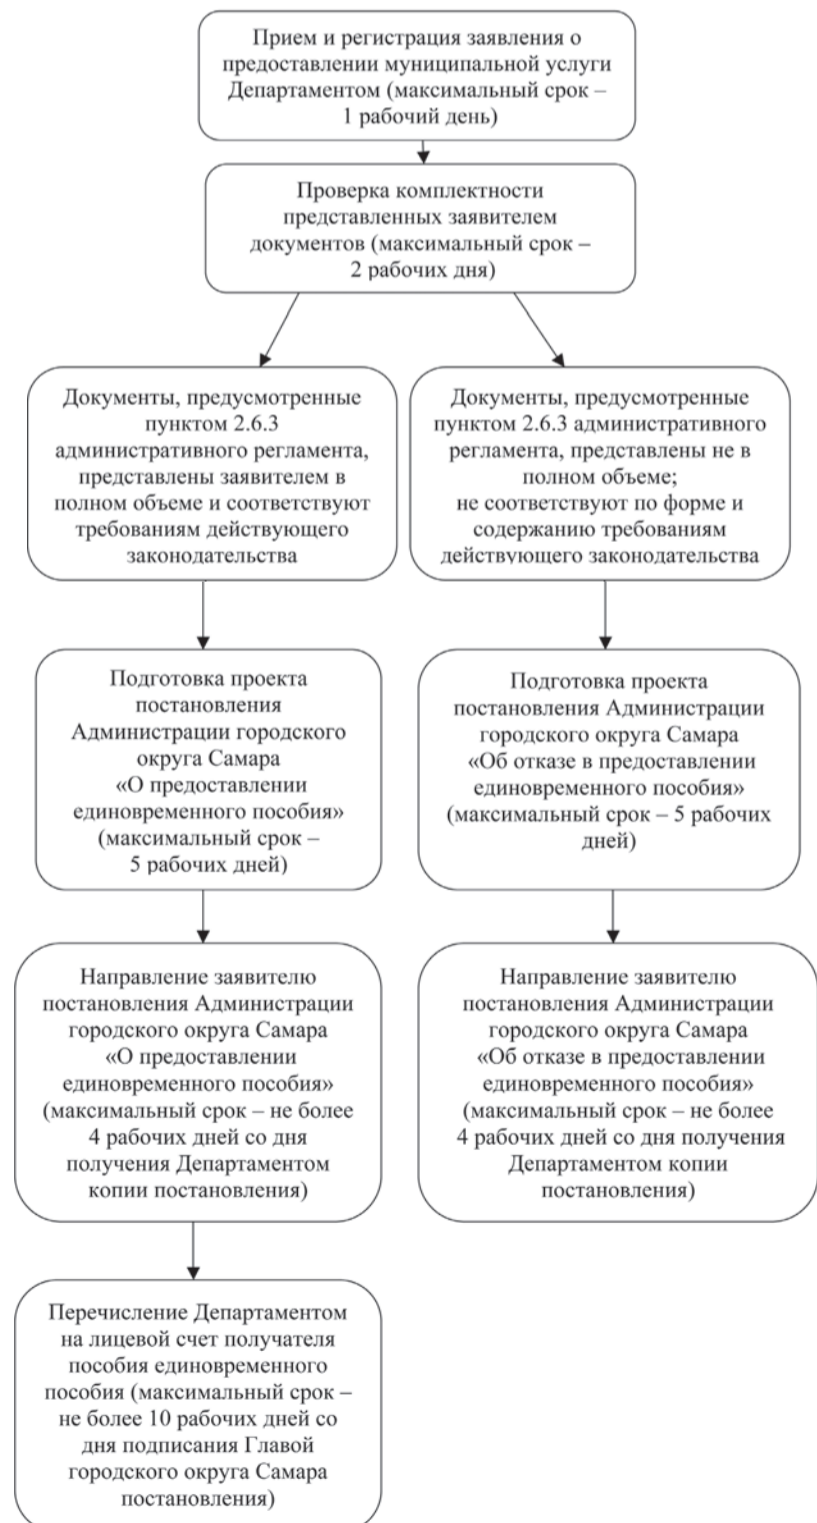 Прием и регистрация заявления о
предоставлении муниципальной услуги
Департаментом (максимальный срок –
1 рабочий день)
Проверка комплектности
представленных заявителем
документов (максимальный срок –
2 рабочих дня)
Документы, предусмотренные
пунктом 2.6.3
административного регламента,
представлены заявителем в
полном объеме и соответствуют
требованиям действующего
законодательства
Документы, предусмотренные
пунктом 2.6.3 административного
регламента, представлены не в
полном объеме;
не соответствуют по форме и
содержанию требованиям
действующего законодательства
Подготовка проекта
постановления
Администрации городского
округа Самара
«О предоставлении
единовременного пособия»
(максимальный срок –
5 рабочих дней)
Подготовка проекта
постановления Администрации
городского округа Самара
«Об отказе в предоставлении
единовременного пособия»
(максимальный срок – 5 рабочих
дней)
Направление заявителю
постановления Администрации
городского округа Самара
«О предоставлении
единовременного пособия»
(максимальный срок – не более
4 рабочих дней со дня
получения Департаментом
копии постановления)
Направление заявителю
постановления Администрации
городского округа Самара
«Об отказе в предоставлении
единовременного пособия»
(максимальный срок – не более
4 рабочих дней со дня получения
Департаментом копии
постановления)
Перечисление Департаментом
на лицевой счет получателя
пособия единовременного
пособия (максимальный срок –
не более 10 рабочих дней со
дня подписания Главой
городского округа Самара
постановления)